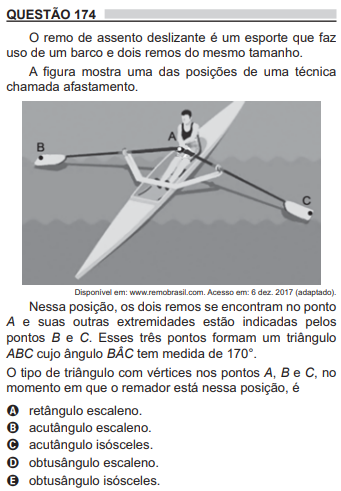 QUESTÃO 174
O remo de assento deslizante é um esporte que faz
uso de um barco e dois remos do mesmo tamanho.
A figura mostra uma das posições de uma técnica
chamada afastamento.
A
B
C
Disponível em: www.remobrasil.com. Acesso em: 6 dez. 2017 (adaptado).
Nessa posição, os dois remos se encontram no ponto
A e suas outras extremidades estão indicadas pelos
pontos B e C. Esses três pontos formam um triângulo
ABC cujo ângulo BÂC tem medida de 170°.
O tipo de triângulo com vértices nos pontos A, B e C, no
momento em que o remador está nessa posição, é
A retângulo escaleno.
B acutângulo escaleno.
C acutângulo isósceles.
D obtusângulo escaleno.
E obtusângulo isósceles.